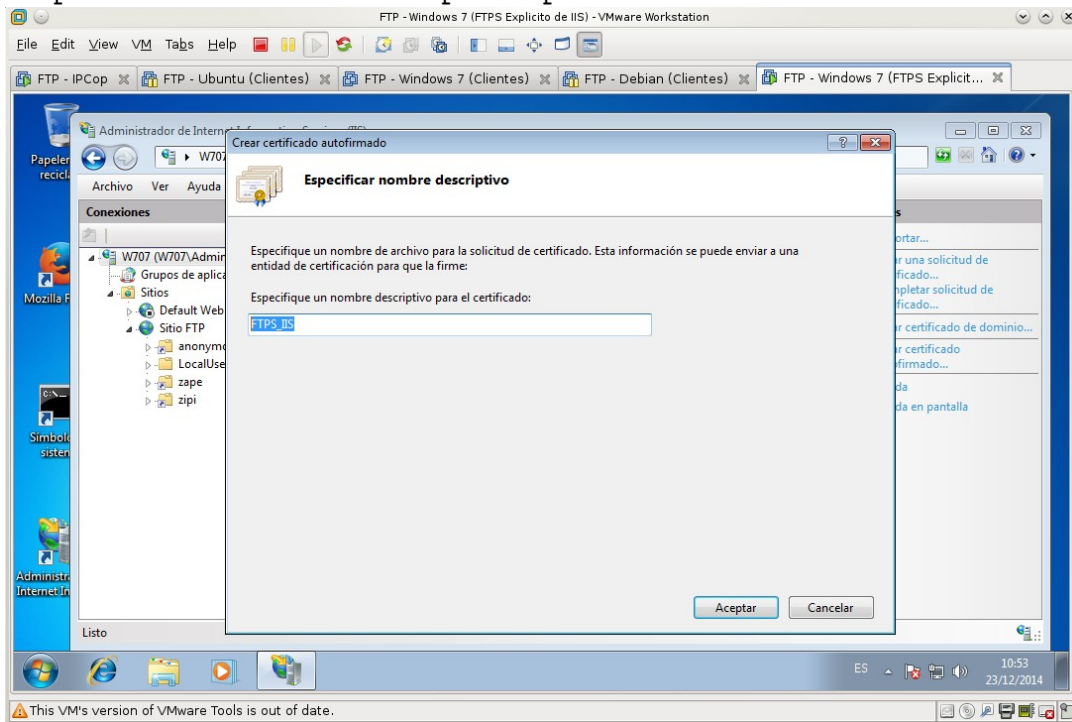 FTP - Windows 7 (FTPS Explicito de IIS) - VMware Workstation
File Edit View VM Tabs Help
FTP - IPCop
FTP - Ubuntu (Clientes)
FTP - Windows 7 (Clientes)
FTP - Debian (Clientes)
FTP - Windows 7 (FTPS Explicit...
Papeler
recicl
Mozilla F
Símbolo
sisten
Administra
Internet In
Administrador de Intern
W707
Archivo Ver Ayuda
Conexiones
W707 (W707\Admin
Grupos de aplica
Sitios
Default Web
Sitio FTP
anonymo
LocalUse
zape
zipi
Listo
Crear certificado autofirmado
Especificar nombre descriptivo
Especifique un nombre de archivo para la solicitud de certificado. Esta información se puede enviar a una
entidad de certificación para que la firme:
Especifique un nombre descriptivo para el certificado:
FTPS_IIS
Aceptar Cancelar
s
ortar...
ar una solicitud de
ficado...
npletar solicitud de
ficado...
ar certificado de dominio...
ar certificado
ofirmado...
da
da en pantalla
ES
10:53
23/12/2014
This VM's version of VMware Tools is out of date.